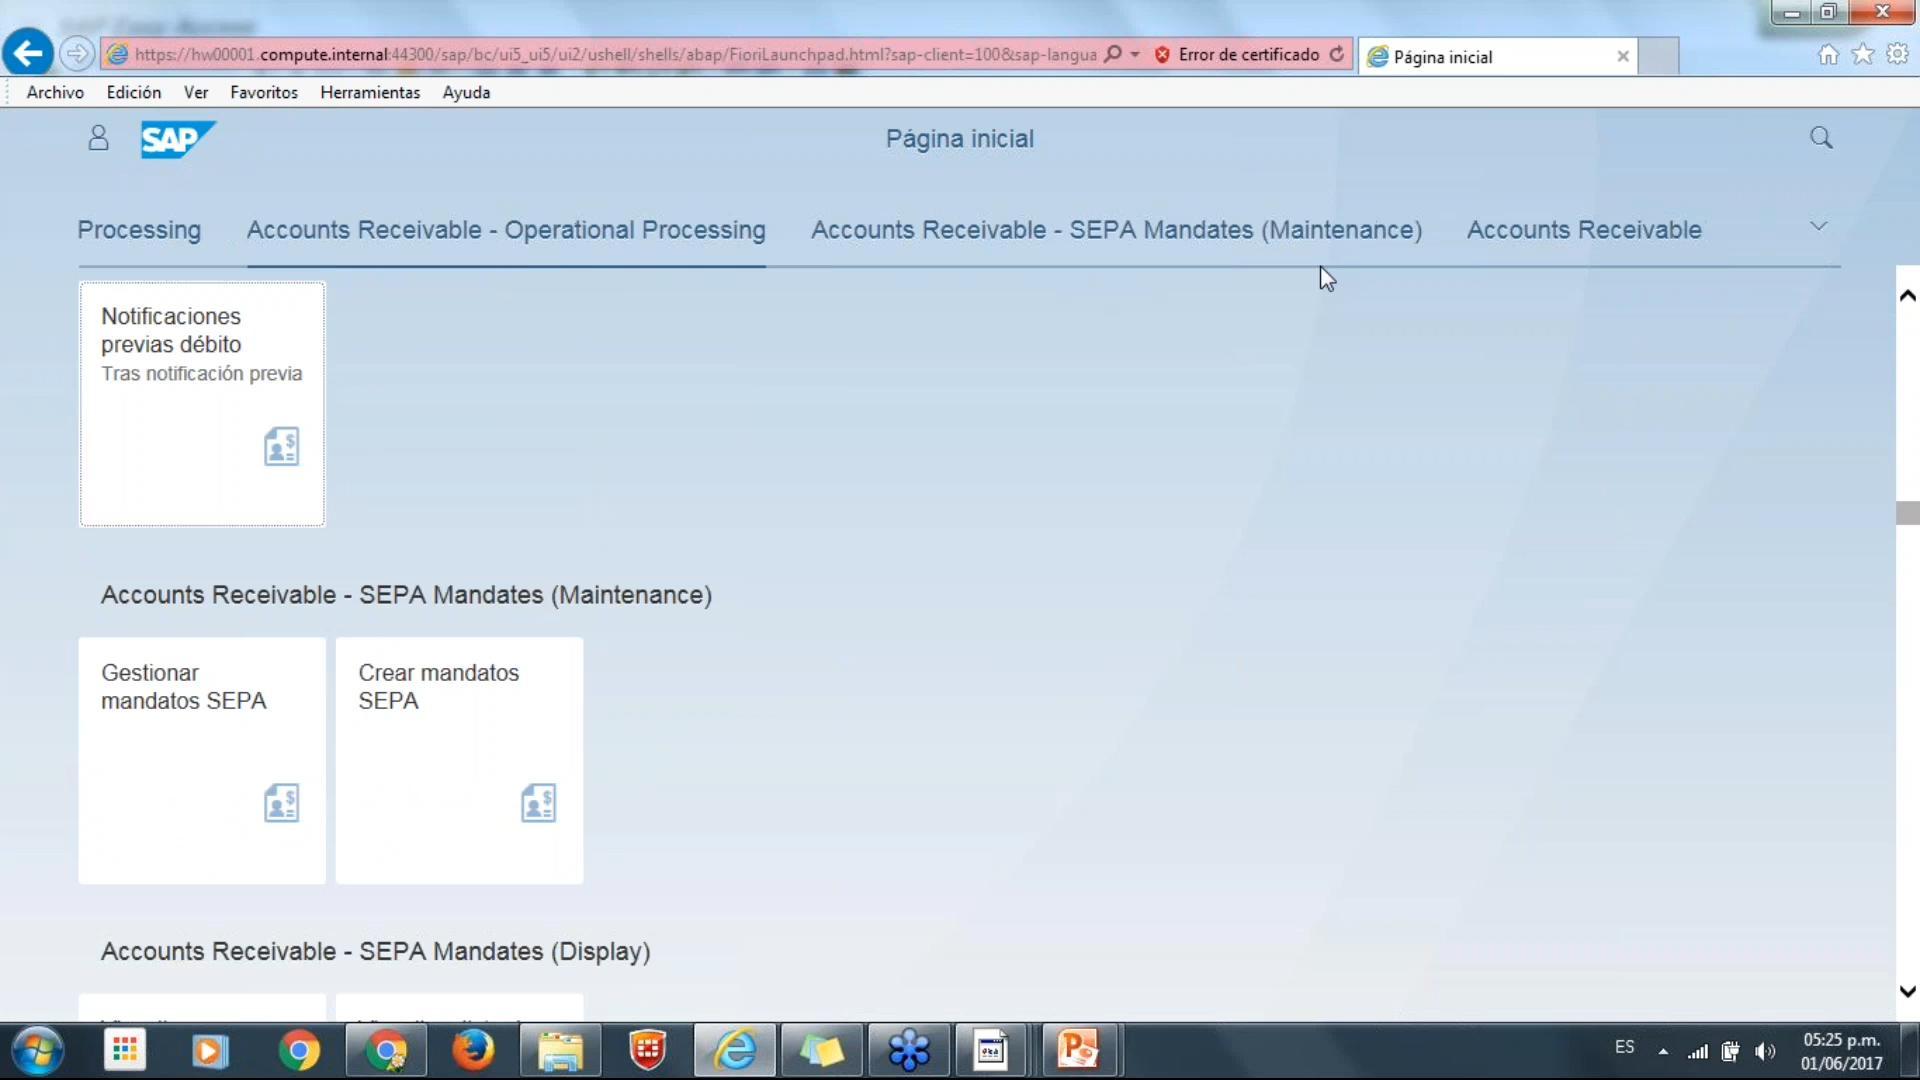 https://hw00001.compute.internal:44300/sap/bc/ui5_ui5/ui2/ushell/shells/abap/FioriLaunchpad.html?sap-client=100&sap-langua
Error de certificado
Página inicial
Archivo Edición Ver Favoritos Herramientas Ayuda
SAP
Página inicial
Processing
Accounts Receivable - Operational Processing
Accounts Receivable - SEPA Mandates (Maintenance)
Accounts Receivable
Notificaciones
previas débito
Tras notificación previa
Accounts Receivable - SEPA Mandates (Maintenance)
Gestionar
mandatos SEPA
Crear mandatos
SEPA
Accounts Receivable - SEPA Mandates (Display)
ES
05:25 p.m.
01/06/2017